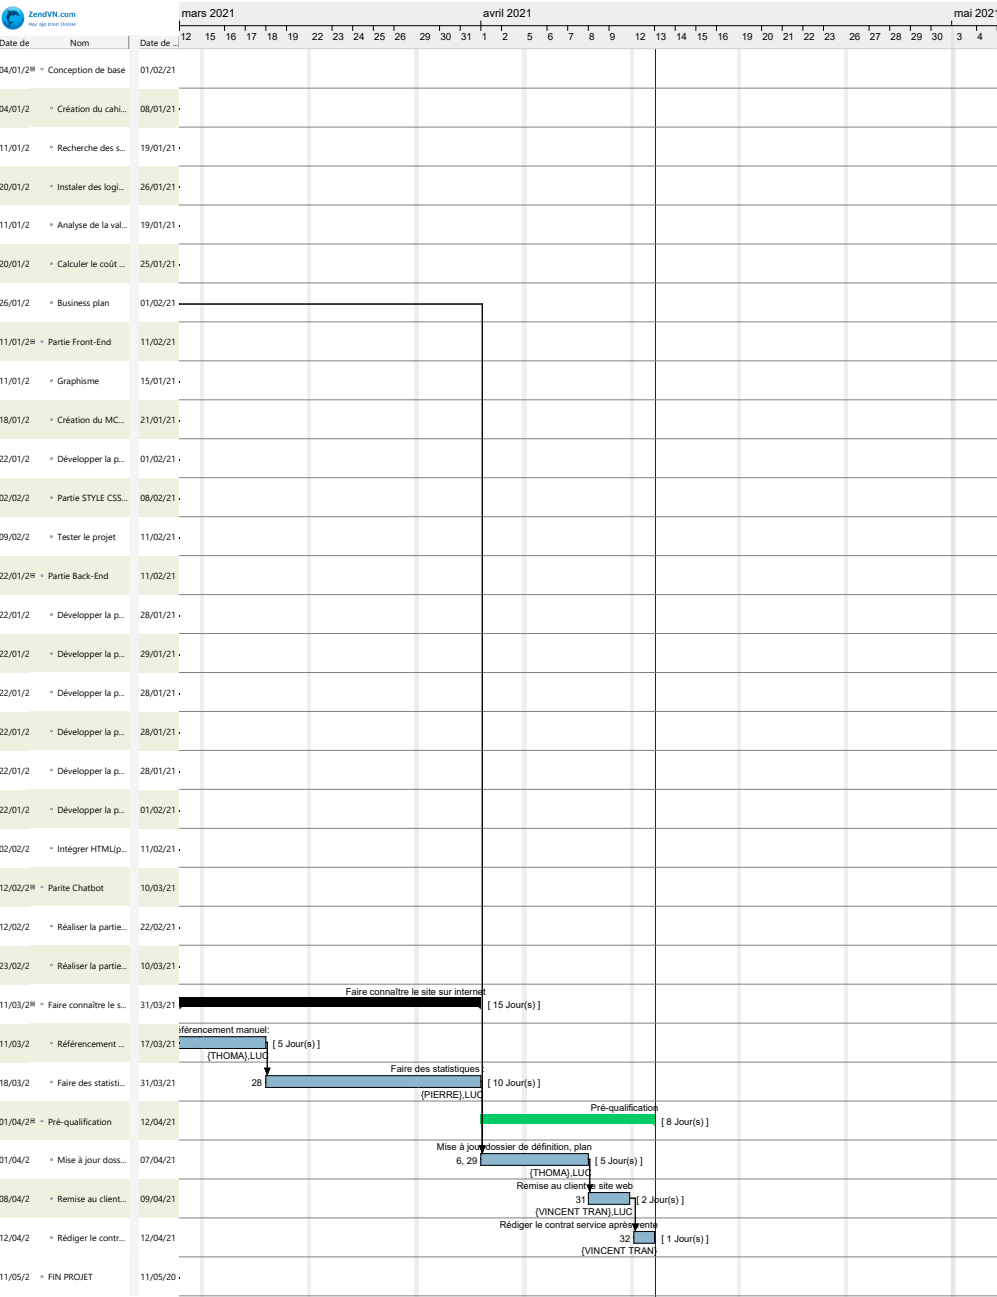 ZendVN.com
Học lập trình Online
mars 2021 avril 2021 mai 2021
Date de Nom Date de ... 12 15 16 17 18 19 22 23 24 25 26 29 30 31 1 2 5 6 7 8 9 12 13 14 15 16 19 20 21 22 23 26 27 28 29 30 3 4
04/01/2 Conception de base 01/02/21
04/01/2 Création du cahi... 08/01/21
11/01/2 Recherche des s... 19/01/21
20/01/2 Instaler des logi... 26/01/21
11/01/2 Analyse de la val... 19/01/21
20/01/2 Calculer le coût ... 25/01/21
26/01/2 Business plan 01/02/21
11/01/2 Partie Front-End 11/02/21
11/01/2 Graphisme 15/01/21
18/01/2 Création du MC... 21/01/21
22/01/2 Développer la p... 01/02/21
02/02/2 Partie STYLE CSS... 08/02/21
09/02/2 Tester le projet 11/02/21
22/01/2 Partie Back-End 11/02/21
22/01/2 Développer la p... 28/01/21
22/01/2 Développer la p... 29/01/21
22/01/2 Développer la p... 28/01/21
22/01/2 Développer la p... 28/01/21
22/01/2 Développer la p... 28/01/21
22/01/2 Développer la p... 01/02/21
02/02/2 Intégrer HTML(p... 11/02/21
12/02/2 Parite Chatbot 10/03/21
12/02/2 Réaliser la partie... 22/02/21
23/02/2 Réaliser la partie... 10/03/21
Faire connaître le site sur internet
11/03/2 Faire connaître le s... 31/03/21 [ 15 Jour(s) ]
éférencement manuel:
11/03/2 Référencement ... 17/03/21 [ 5 Jour(s) ]
{THOMA},LUC
Faire des statistiques :
18/03/2 Faire des statisti... 31/03/21 28 [ 10 Jour(s) ]
{PIERRE},LUC
Pré-qualification
01/04/2 Pré-qualification 12/04/21 [ 8 Jour(s) ]
Mise à jour dossier de définition, plan
01/04/2 Mise à jour doss... 07/04/21 6, 29 [ 5 Jour(s) ]
{THOMA},LUC
Remise au client le site web
08/04/2 Remise au client... 09/04/21 31 [ 2 Jour(s) ]
{VINCENT TRAN},LUC
Rédiger le contrat service après vente
12/04/2 Rédiger le contr... 12/04/21 32 [ 1 Jour(s) ]
{VINCENT TRAN}
11/05/2 FIN PROJET 11/05/20